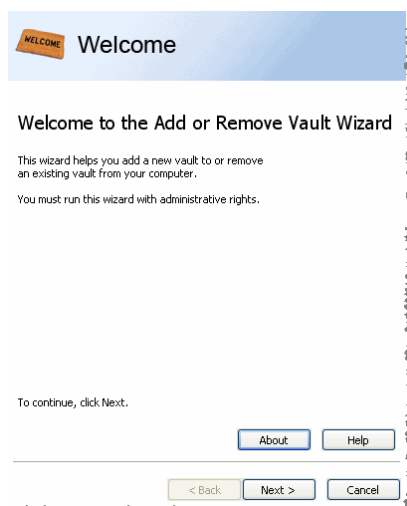 WELCOME
Welcome
Welcome to the Add or Remove Vault Wizard
This wizard helps you add a new vault to or remove
an existing vault from your computer.
You must run this wizard with administrative rights.
To continue, click Next.
About
Help
< Back
Next >
Cancel